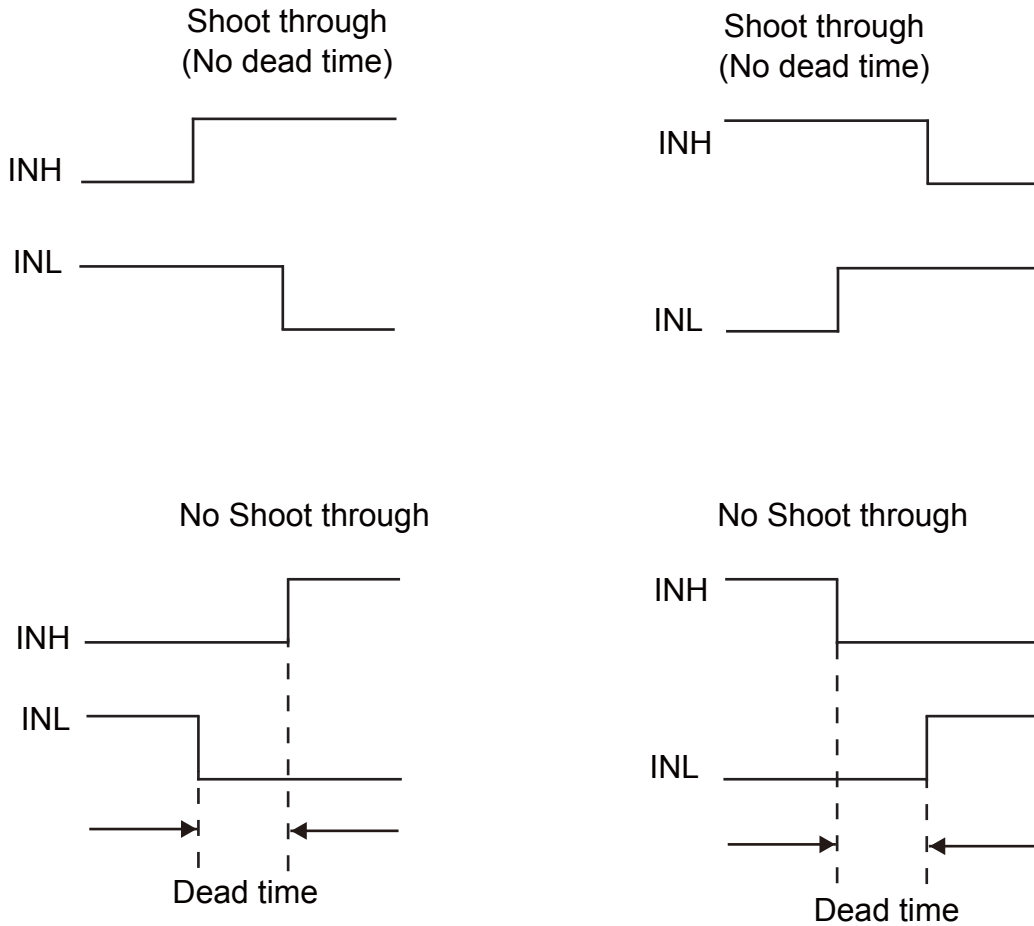 Shoot through
(No dead time)
INH
INL
Shoot through
(No dead time)
INH
INL
No Shoot through
INH
INL
Dead time
No Shoot through
INH
INL
Dead time